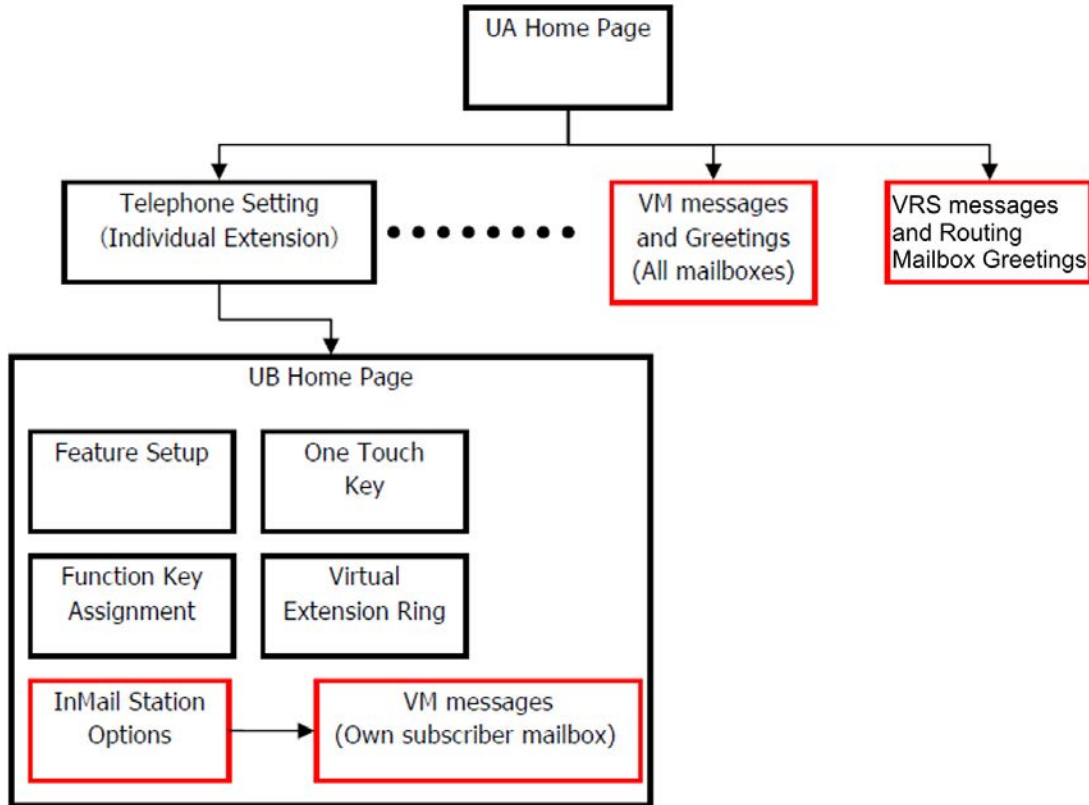 UA Home Page
Telephone Setting
(Individual Extension)
VM messages
and Greetings
(All mailboxes)
VRS messages
and Routing
Mailbox Greetings
UB Home Page
Feature Setup
One Touch
Key
Function Key
Assignment
Virtual
Extension Ring
InMail Station
Options
VM messages
(Own subscriber mailbox)